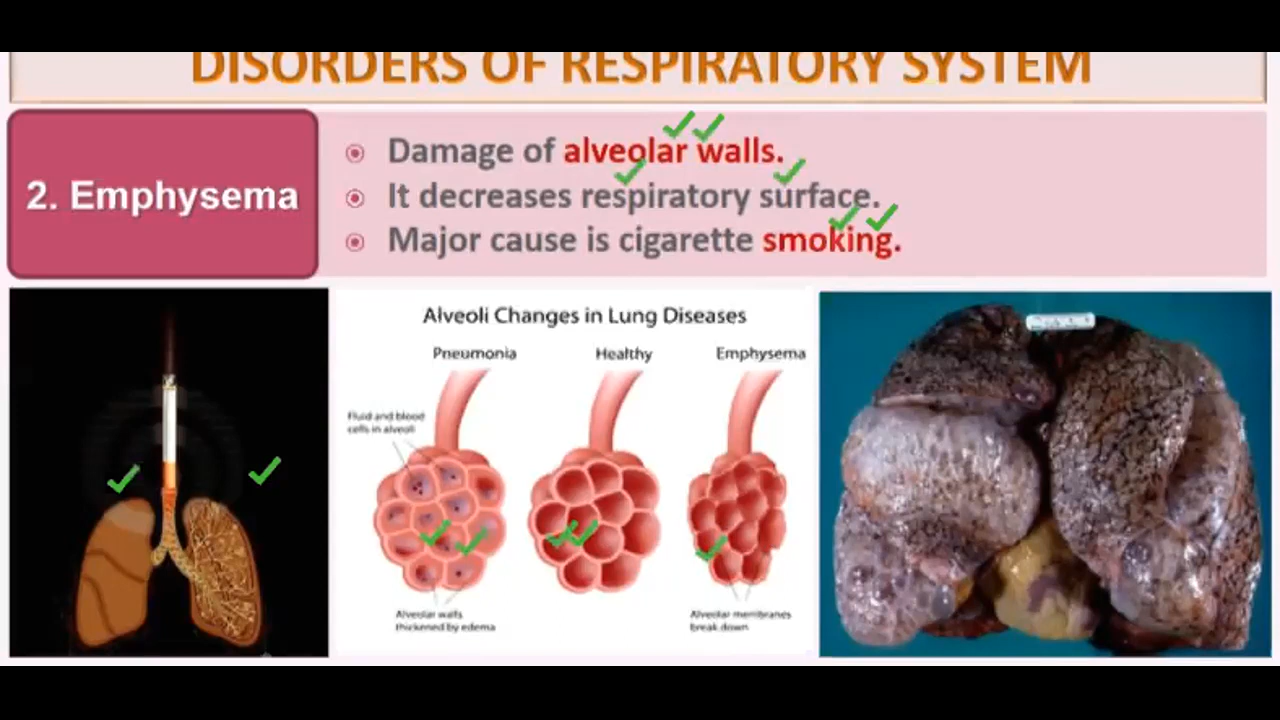 DISORDERS OF RESPIRATORY SYSTEM
2. Emphysema
Damage of alveolar walls.
It decreases respiratory surface.
Major cause is cigarette smoking.
Alveoli Changes in Lung Diseases
Pneumonia
Healthy
Emphysema
Fluid and blood
cells in alveoli
Alveolar walls
thickened by edema
Alveolar membranes
break down